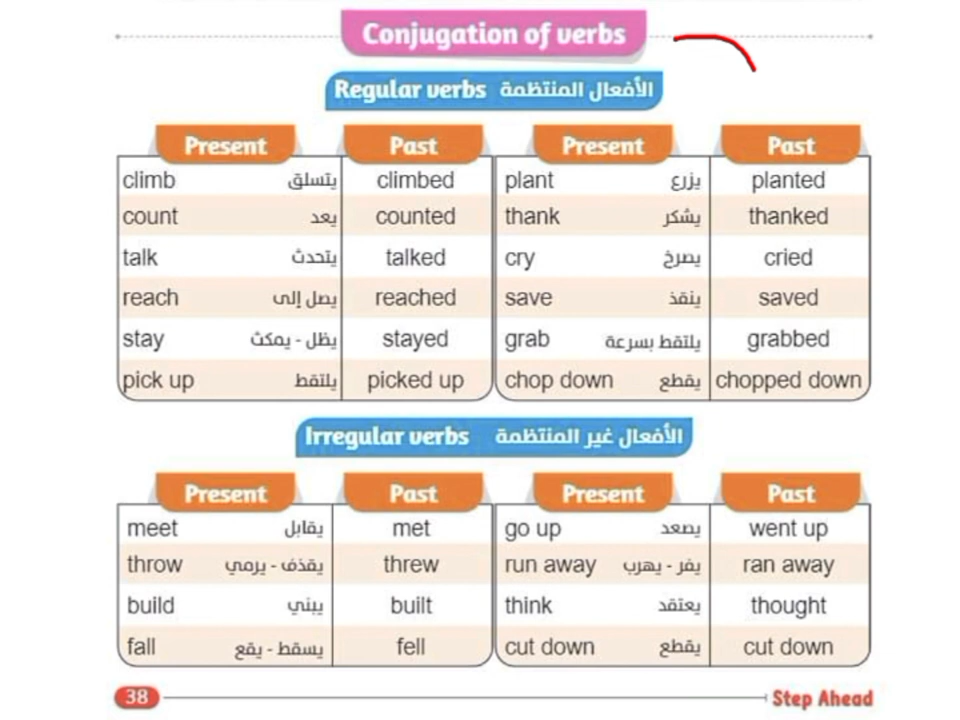 Conjugation of verbs
Regular verbs الأفعال المنتظمة
Present Past Present Past
climb يتسلق climbed plant يزرع planted
count يعد counted thank يشكر thanked
talk يتحدث talked cry يصرخ cried
reach يصل إلى reached save ينقذ saved
stay يظل - يمكث stayed grab يلتقط بسرعة grabbed
pick up يلتقط picked up chop down يقطع chopped down
Irregular verbs الأفعال غير المنتظمة
Present Past Present Past
meet يقابل met go up يصعد went up
throw يقذف - يرمي threw run away يفر - يهرب ran away
build يبني built think يعتقد thought
fall يسقط - يقع fell cut down يقطع cut down
38 Step Ahead